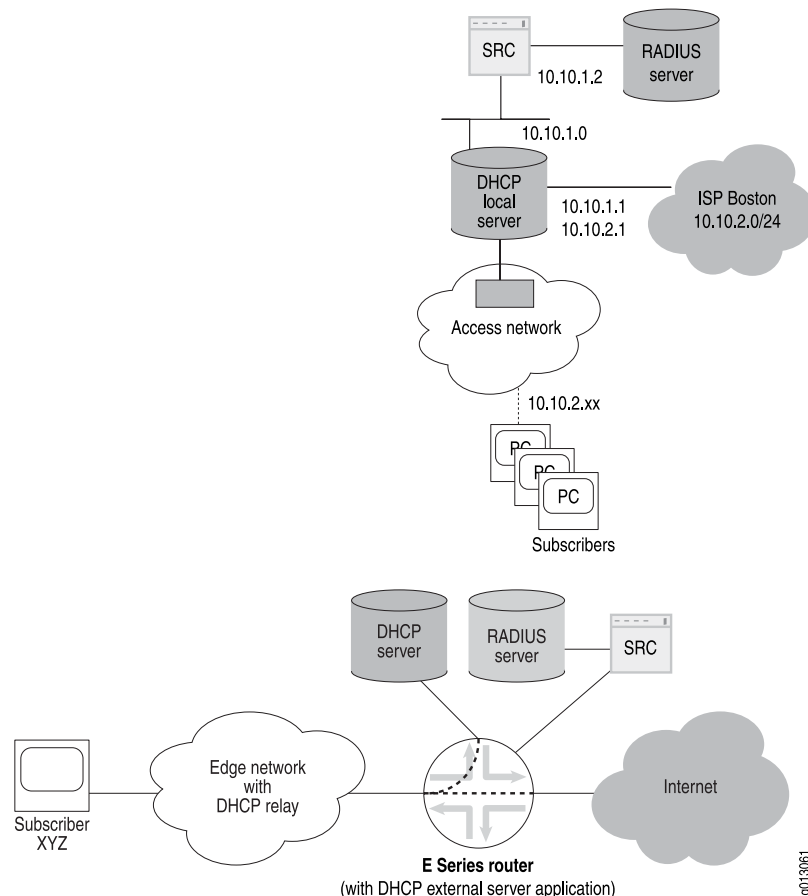 SRC
RADIUS
server
10.10.1.2
10.10.1.0
DHCP
local
server
10.10.1.1
10.10.2.1
ISP Boston
10.10.2.0/24
Access network
10.10.2.xx
PC
PC
PC
Subscribers
DHCP
server
RADIUS
server
SRC
Edge network
with
DHCP relay
Internet
Subscriber
XYZ
E Series router
(with DHCP external server application)
g013061